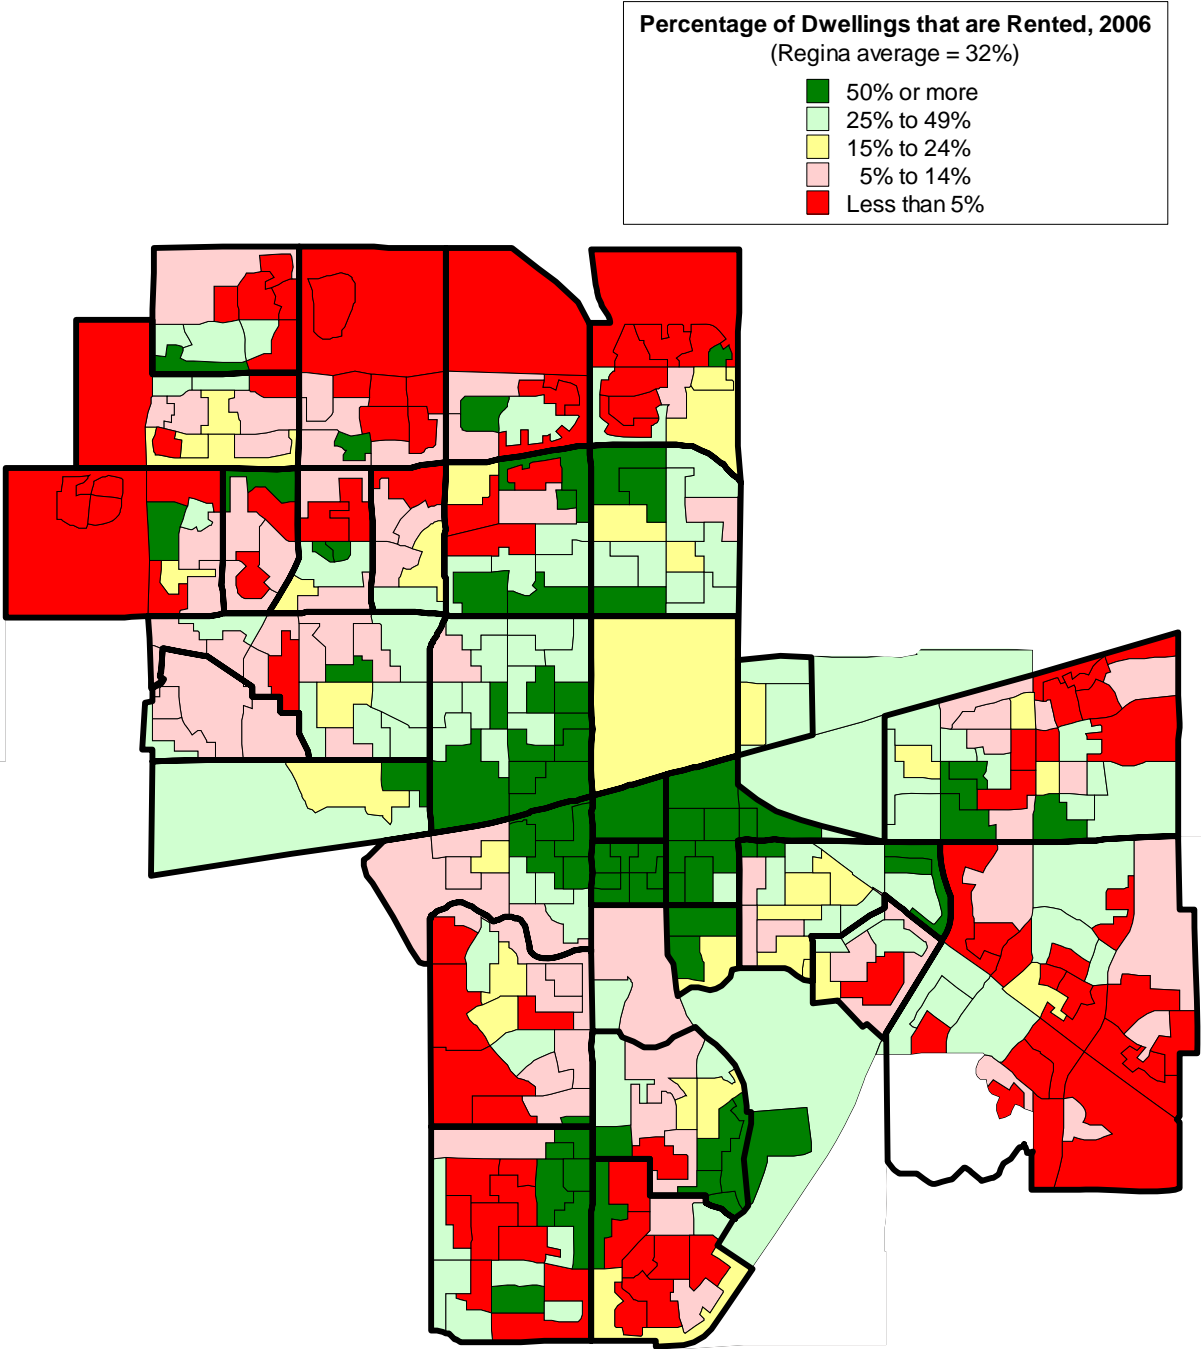 Percentage of Dwellings that are Rented, 2006
(Regina average = 32%)
50% or more
25% to 49%
15% to 24%
5% to 14%
Less than 5%